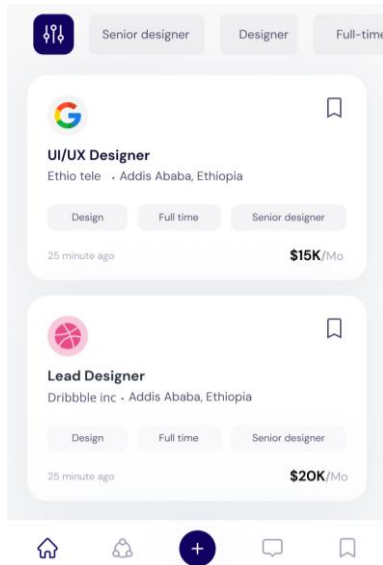 Senior designer Designer Full-time
UI/UX Designer
Ethio tele • Addis Ababa, Ethiopia
Design Full time Senior designer
25 minute ago $15K/Mo
Lead Designer
Dribbble inc • Addis Ababa, Ethiopia
Design Full time Senior designer
25 minute ago $20K/Mo